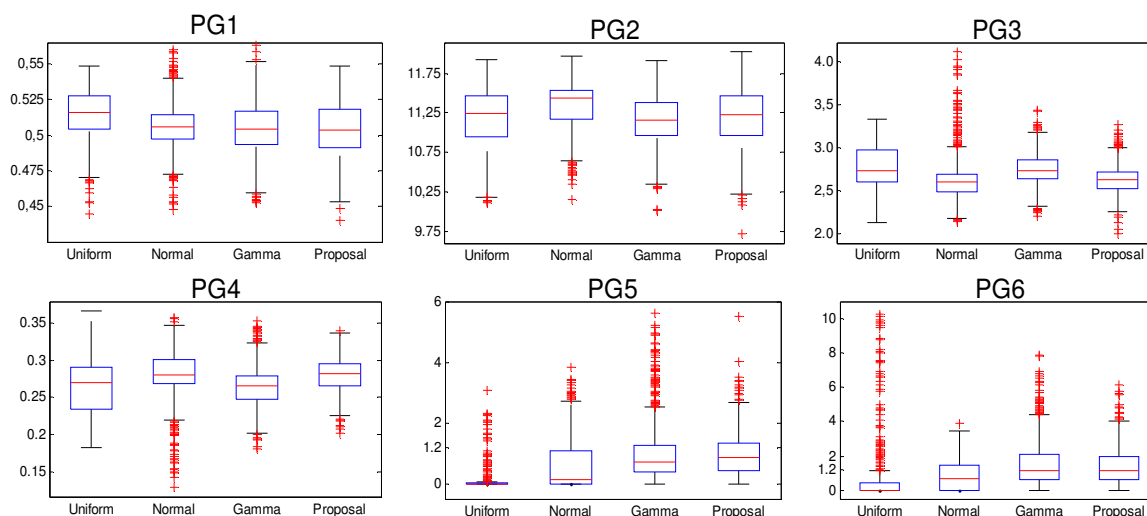 PG1
PG2
PG3
0,55
0,525
0,5
0,475
0,45
Uniform Normal Gamma Proposal
11,75
11,25
10,75
10,25
9.75
Uniform Normal Gamma Proposal
4.0
3.5
3.0
2.5
2.0
Uniform Normal Gamma Proposal
PG4
PG5
PG6
0.35
0.3
0.25
0.2
0.15
Uniform Normal Gamma Proposal
6
4
2
1.2
0
Uniform Normal Gamma Proposal
10
8
6
4
2
1.2
0
Uniform Normal Gamma Proposal